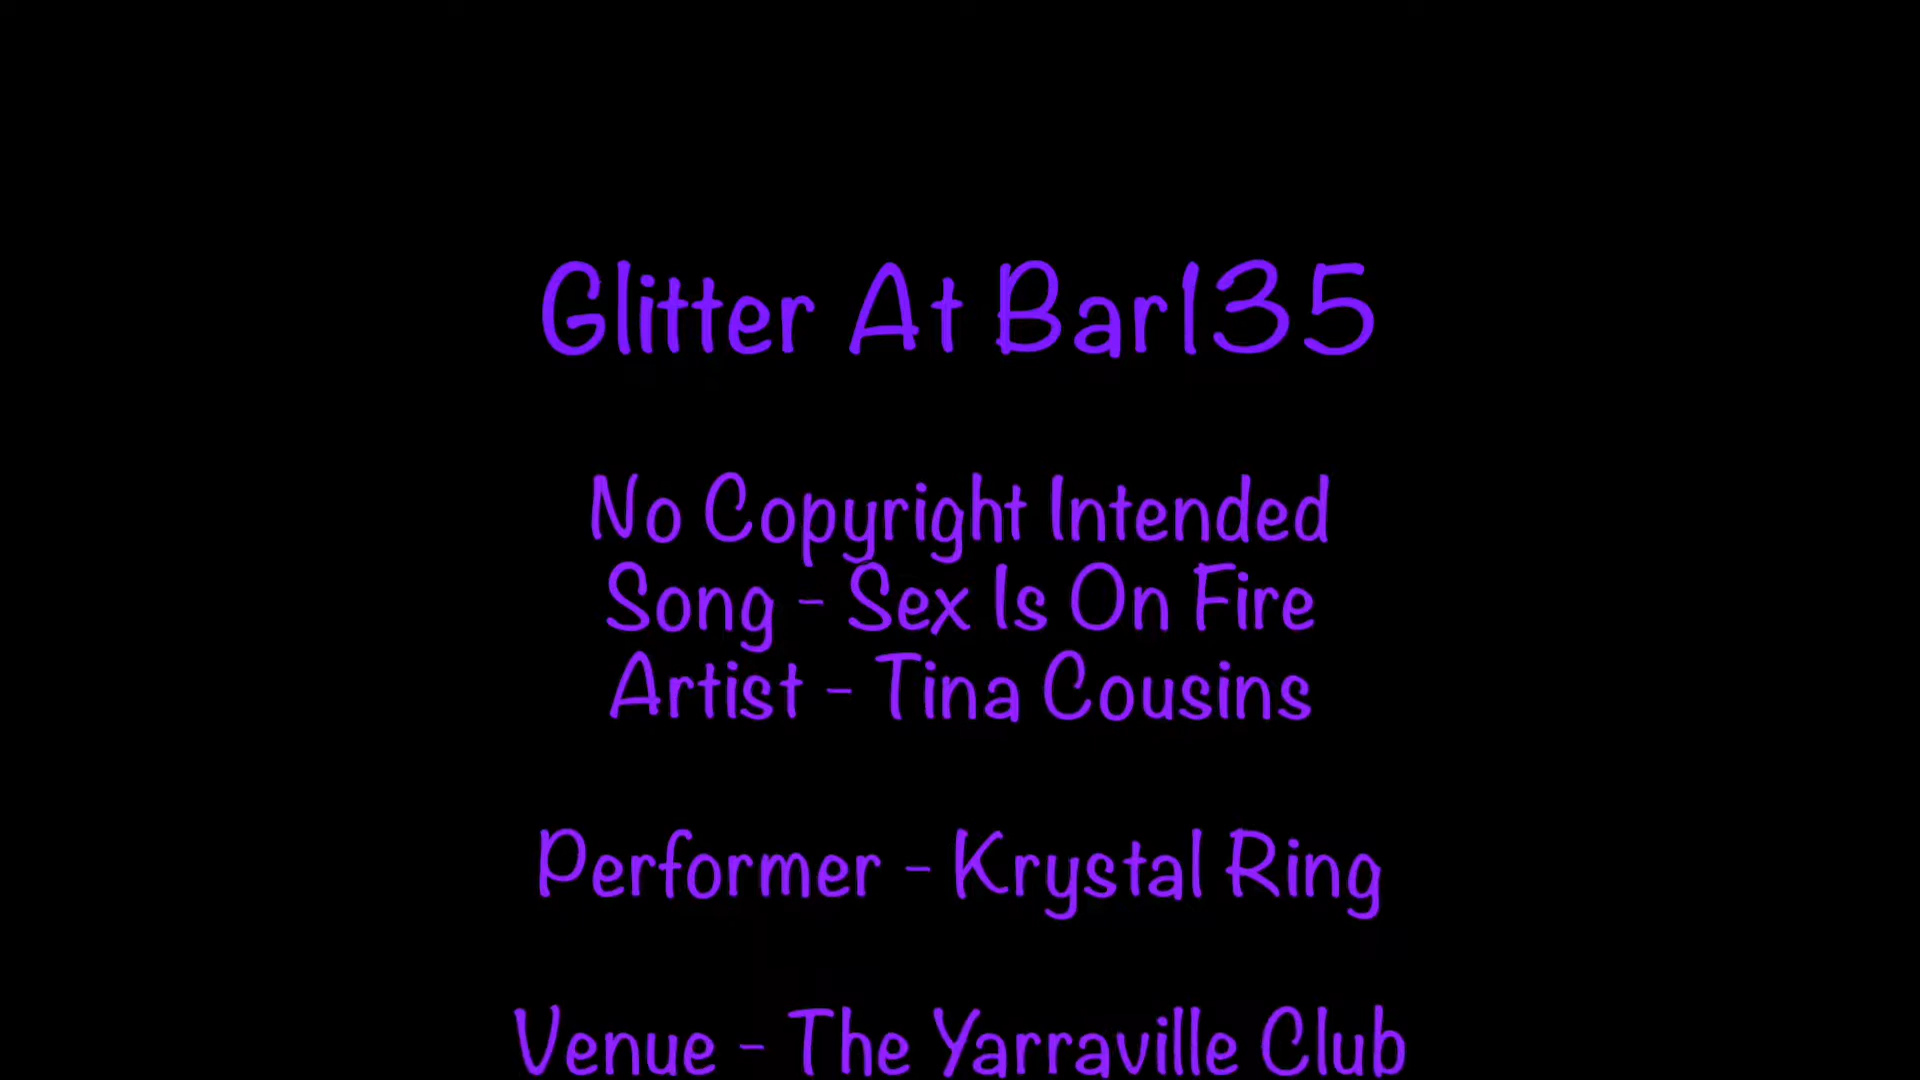 Glitter At Bar135
No Copyright Intended
Song - Sex Is On Fire
Artist - Tina Cousins
Performer - Krystal Ring
Venue - The Yarraville Club